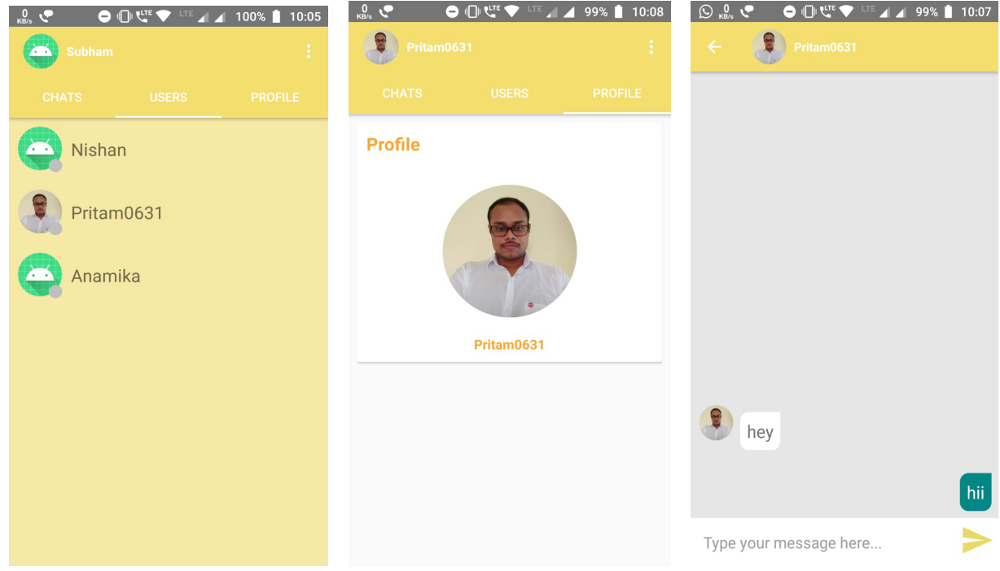 0
KB/s
LTE
LTE
100%
10:05
Subham
CHATS USERS PROFILE
Nishan
Pritam0631
Anamika
0
KB/s
LTE
LTE
99%
10:08
Pritam0631
CHATS USERS PROFILE
Profile
Pritam0631
0
KB/s
LTE
LTE
99%
10:07
Pritam0631
hey
hii
Type your message here...